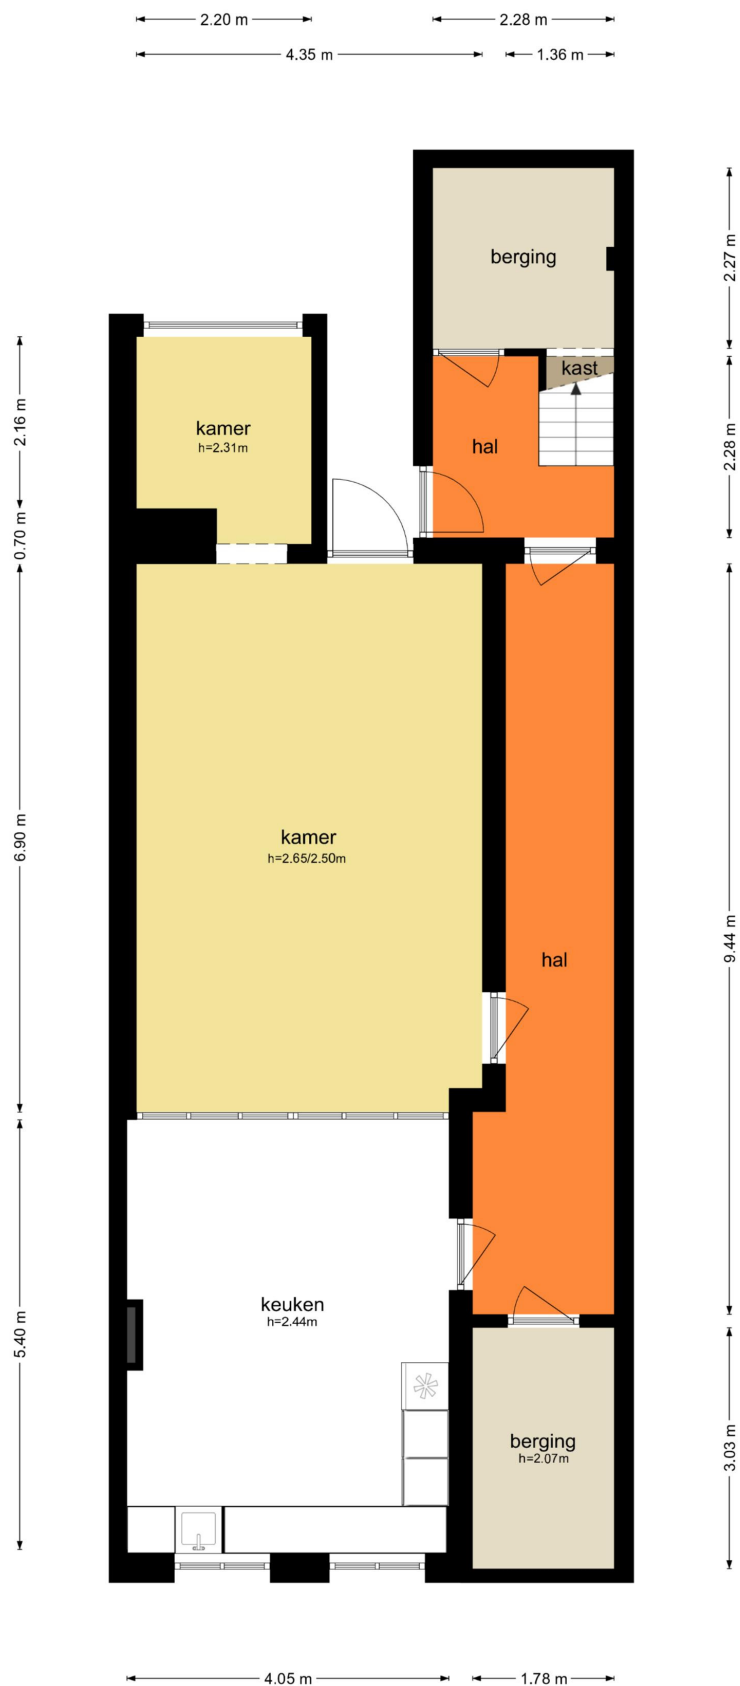 2.20 m
2.28 m
4.35 m
1.36 m
berging
2.27 m
kast
kamer
h=2.31m
2.16 m
hal
2.28 m
0.70 m
kamer
h=2.65/2.50m
6.90 m
9.44 m
hal
keuken
h=2.44m
5.40 m
berging
h=2.07m
3.03 m
4.05 m
1.78 m